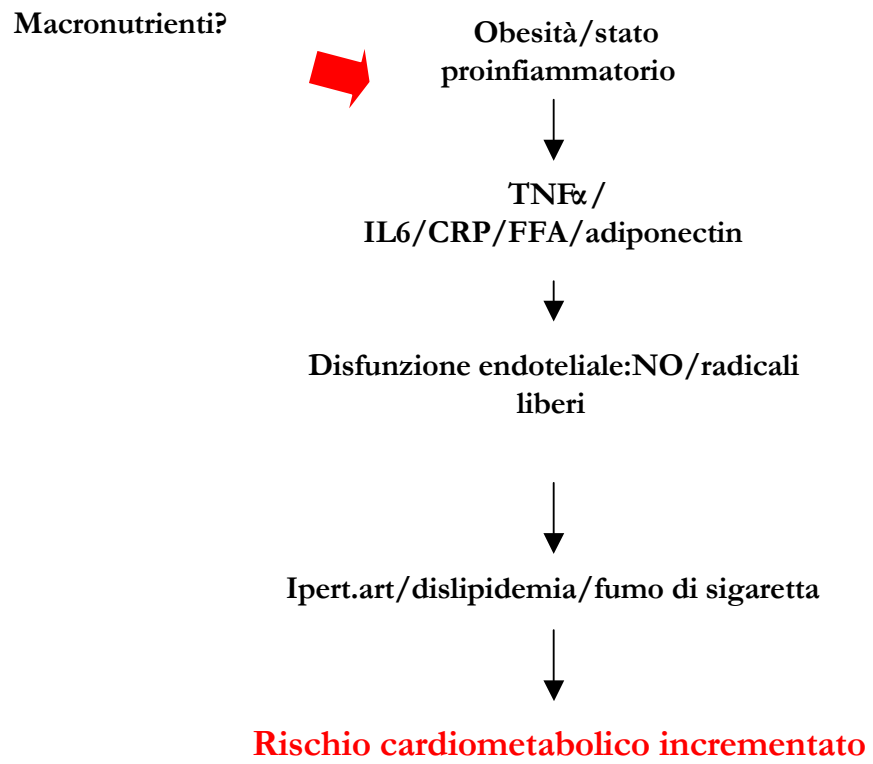 Macronutrienti?
Obesità/stato
proinfiammatorio
TNFα/
IL6/CRP/FFA/adiponectin
Disfunzione endoteliale:NO/radicali
liberi
Ipert.art/dislipidemia/fumo di sigaretta
Rischio cardiometabolico incrementato